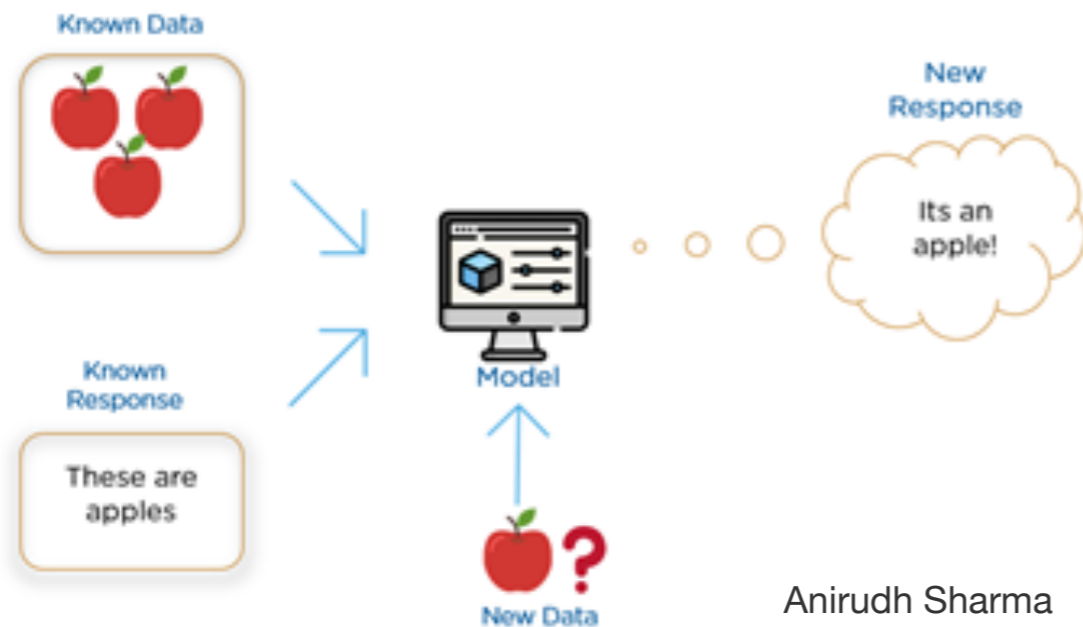 Known Data
New
Response
Its an
apple!
Known
Response
Model
These are
apples
?
New Data
Anirudh Sharma